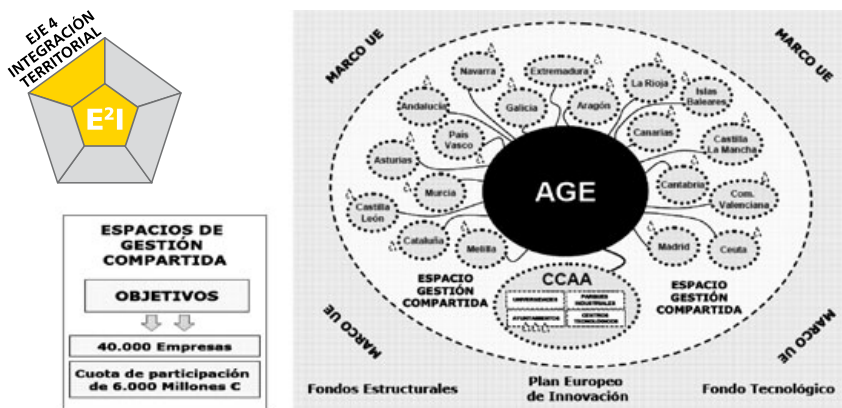 EJE 4
INTEGRACIÓN
TERRITORIAL
E²I
ESPACIOS DE
GESTIÓN
COMPARTIDA
OBJETIVOS
40.000 Empresas
Cuota de participación
de 6.000 Millones €
MARCO UE
MARCO UE
Navarra
Extremadura
La Rioja
Islas
Baleares
Andalucía
Galicia
Aragón
País
Vasco
Canarias
Castilla
La Mancha
Asturias
AGE
Murcia
Cantabria
Com.
Valenciana
Castilla
León
Cataluña
Melilla
Madrid
Ceuta
ESPACIO
GESTIÓN
COMPARTIDA
CCAA
UNIVERSIDADES
PARQUES
INDUSTRIALES
AYUNTAMIENTOS
CENTROS
TECNOLÓGICOS
ESPACIO
GESTIÓN
COMPARTIDA
MARCO UE
MARCO UE
Fondos Estructurales
Plan Europeo
de Innovación
Fondo Tecnológico